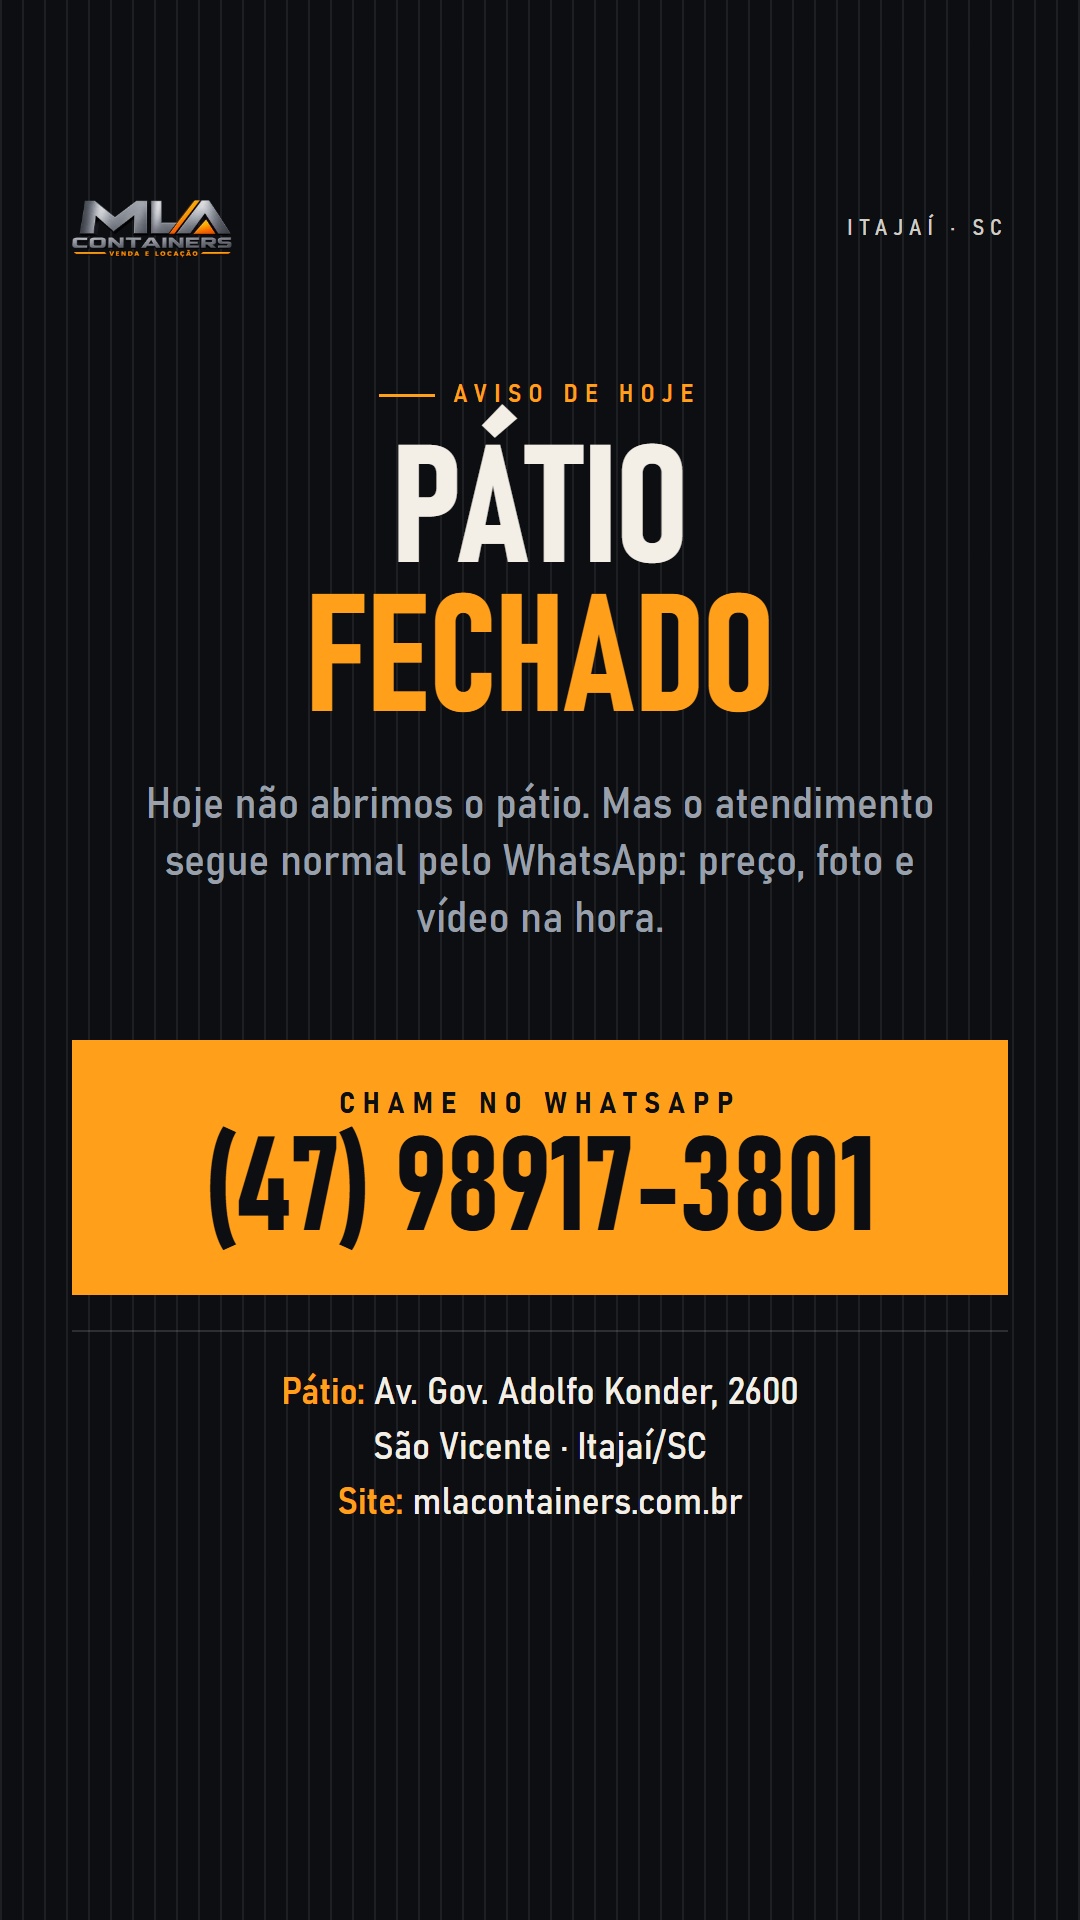 MLA
CONTAINERS
VENDA E LOCAÇÃO
ITAJAÍ · SC
AVISO DE HOJE
PÁTIO
FECHADO
Hoje não abrimos o pátio. Mas o atendimento
segue normal pelo WhatsApp: preço, foto e
vídeo na hora.
CHAME NO WHATSAPP
(47) 98917-3801
Pátio: Av. Gov. Adolfo Konder, 2600
São Vicente · Itajaí/SC
Site: mlacontainers.com.br